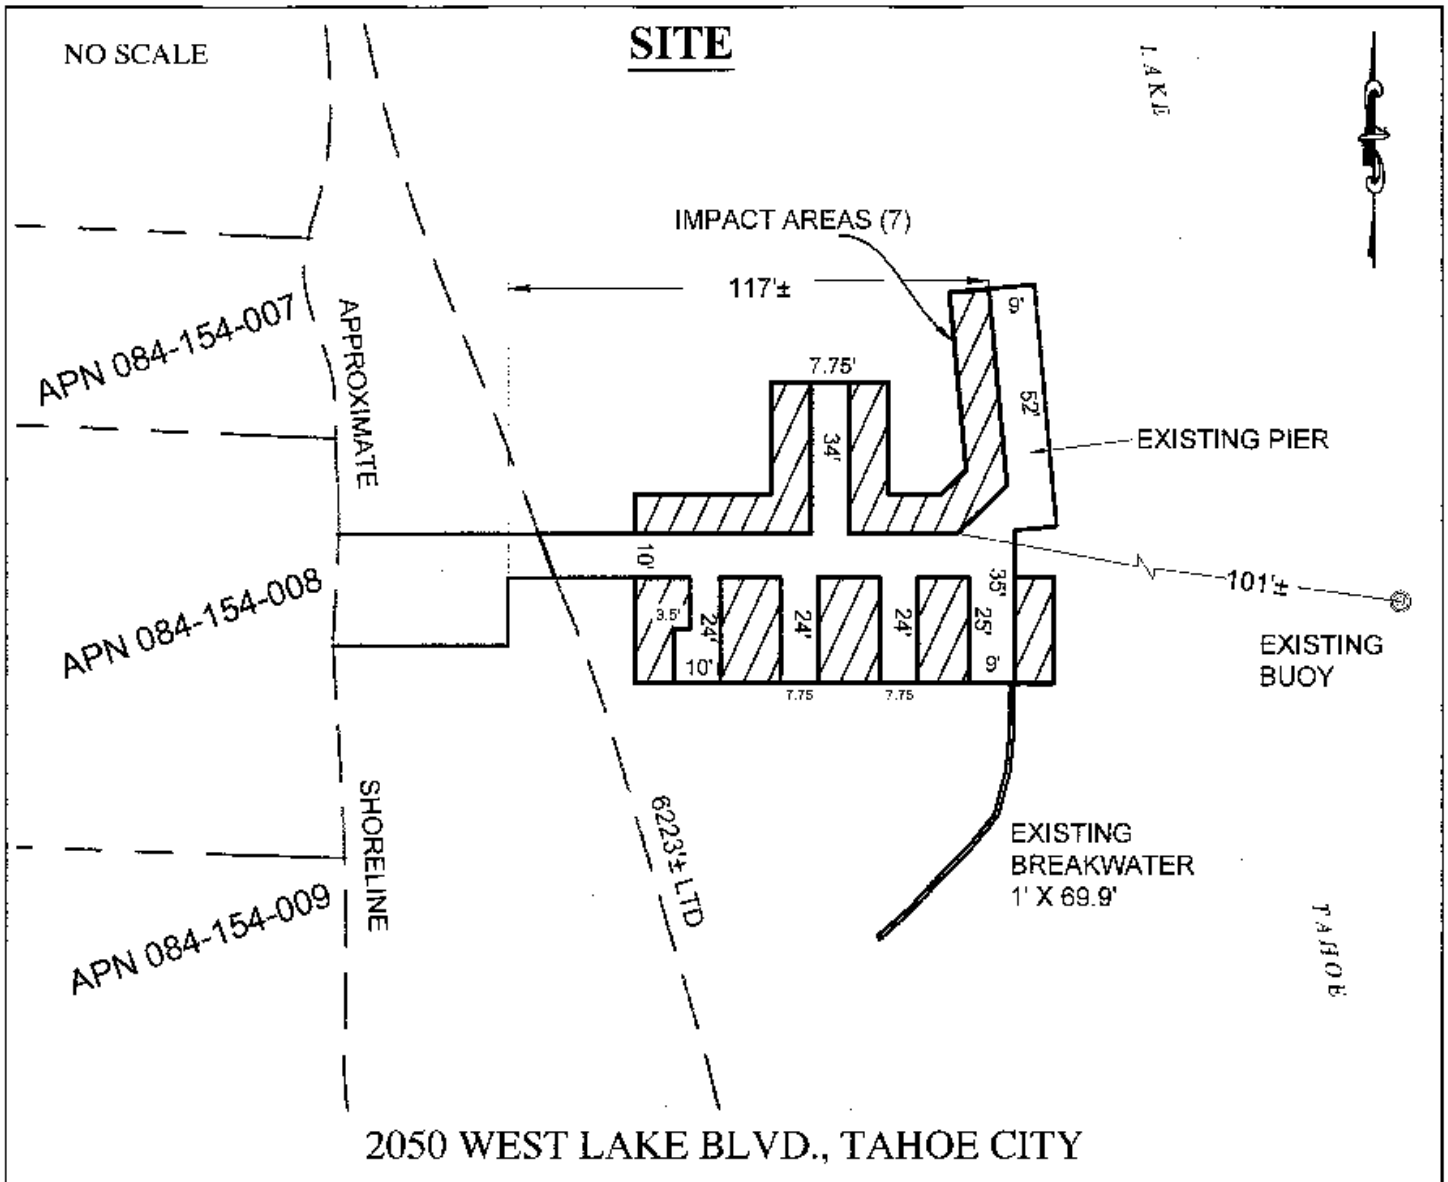 NO SCALE
SITE
LAKE
IMPACT AREAS (7)
117'±
9'
APN 084-154-007
APPROXIMATE
7.75'
52'
34'
EXISTING PIER
10'
35'
101'±
APN 084-154-008
3.5'
24'
24'
24'
25'
10'
9'
EXISTING
BUOY
7.75
7.75
SHORELINE
6223'± LTD
EXISTING
BREAKWATER
1' X 69.9'
APN 084-154-009
TAHOE
2050 WEST LAKE BLVD., TAHOE CITY